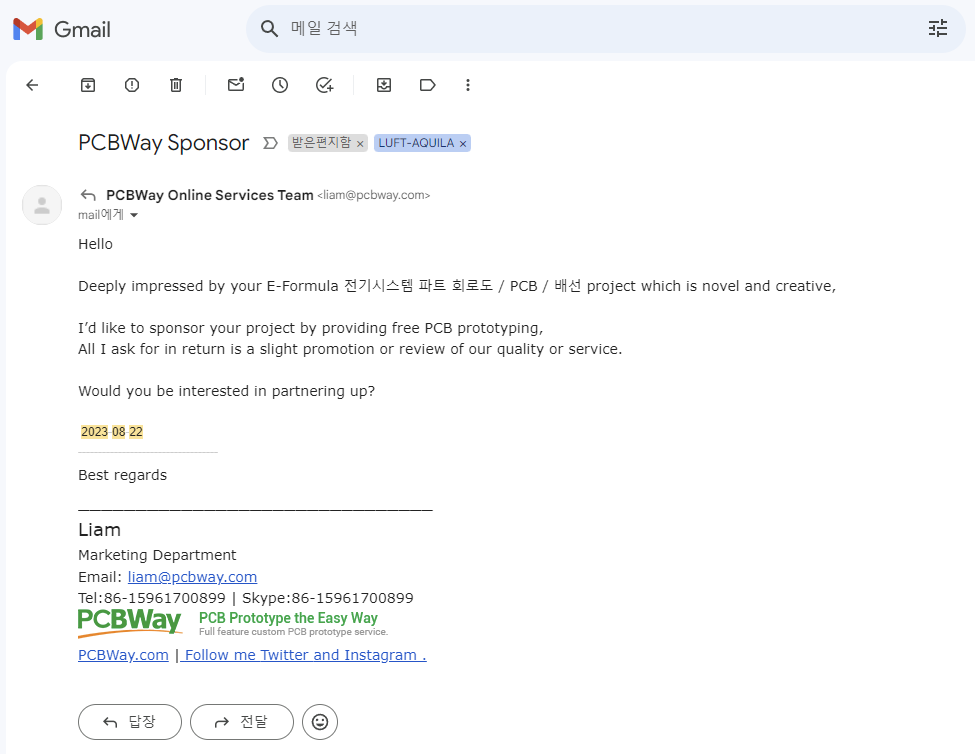 Gmail
메일 검색
PCBWay Sponsor 받은편지함 × LUFT-AQUILA ×
PCBWay Online Services Team <liam@pcbway.com>
mail에게
Hello
Deeply impressed by your E-Formula 전기시스템 파트 회로도 / PCB / 배선 project which is novel and creative,
I’d like to sponsor your project by providing free PCB prototyping,
All I ask for in return is a slight promotion or review of our quality or service.
Would you be interested in partnering up?
2023-08-22
Best regards
Liam
Marketing Department
Email: liam@pcbway.com
Tel:86-15961700899 | Skype:86-15961700899
PCBWay PCB Prototype the Easy Way
Full feature custom PCB prototype service.
PCBWay.com | Follow me Twitter and Instagram .
답장 전달